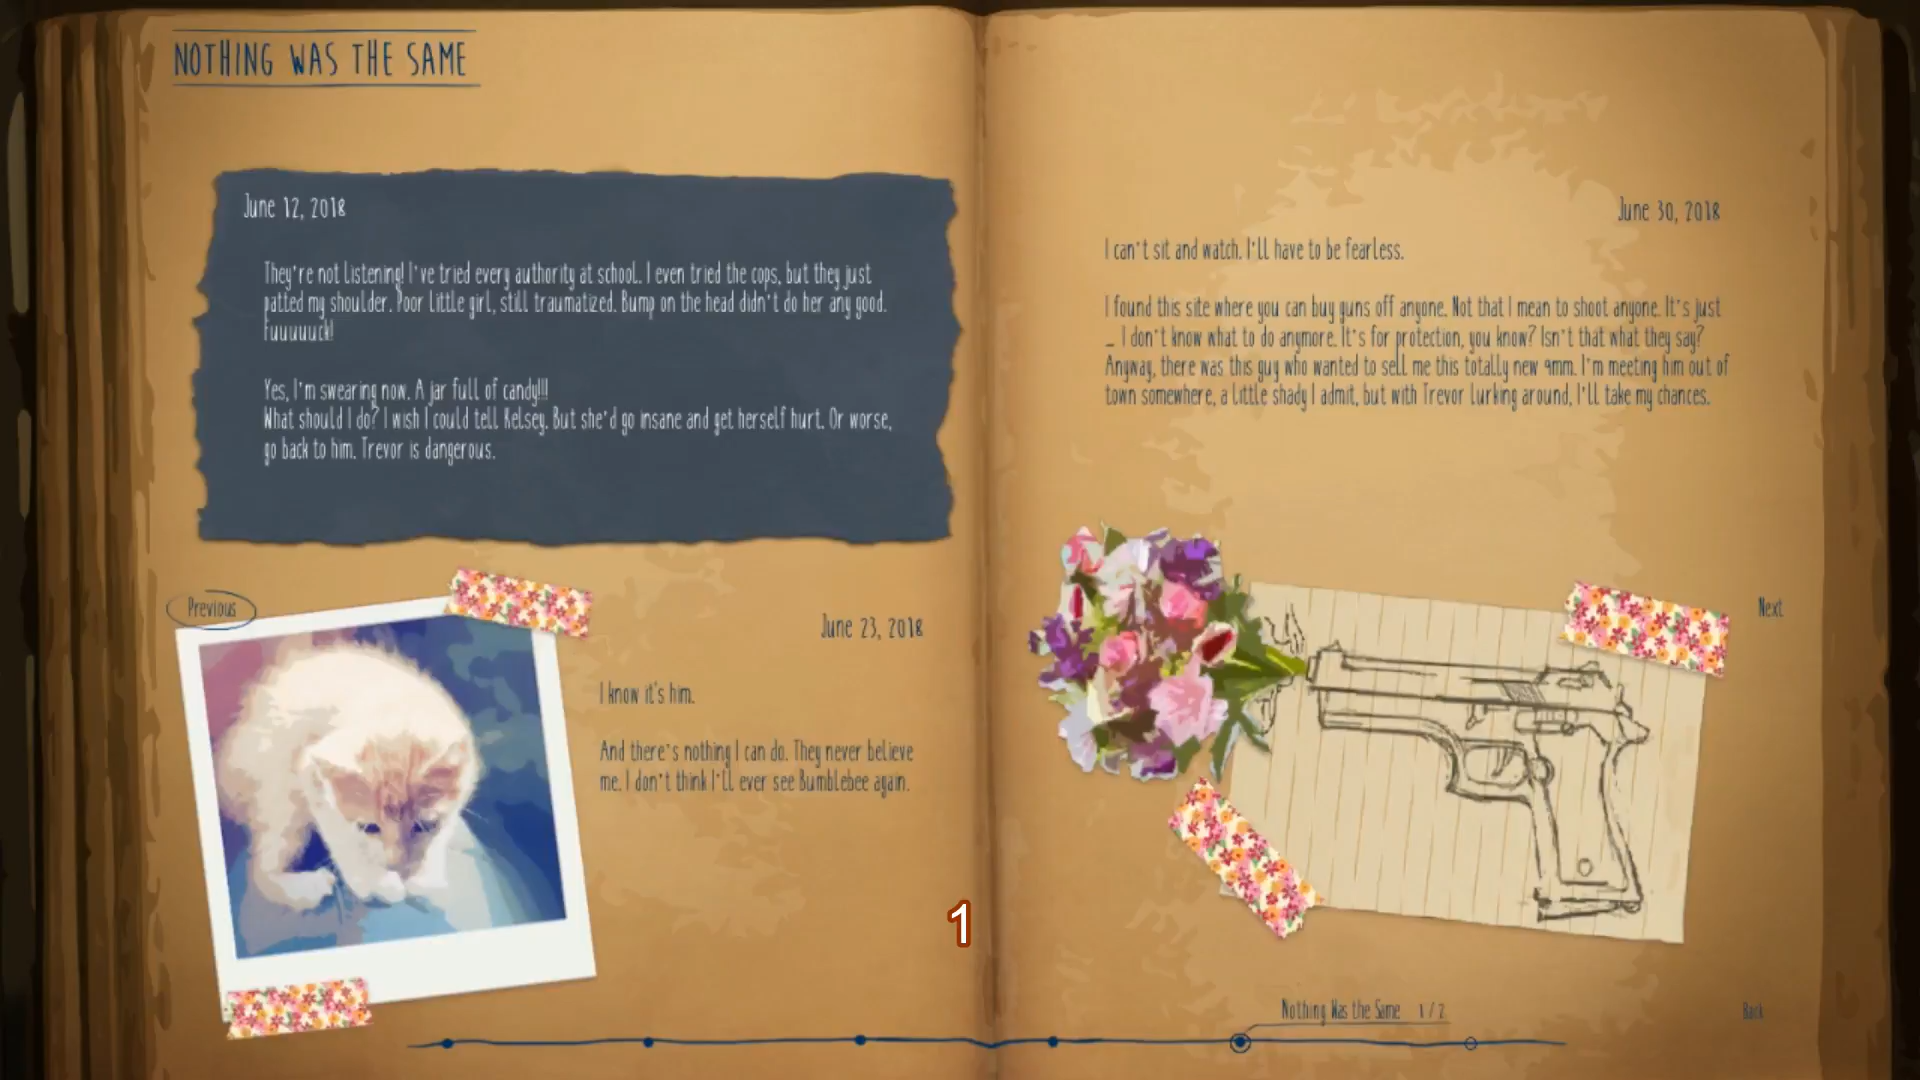 NOTHING WAS THE SAME
June 12, 2018
They're not listening! I've tried every authority at school. I even tried the cops, but they just
patted my shoulder. Poor little girl, still traumatized. Bump on the head didn't do her any good.
Fuuuuuck!
Yes, I'm swearing now. A jar full of candy!!!
What should I do? I wish I could tell Kelsey. But she'd go insane and get herself hurt. Or worse,
go back to him. Trevor is dangerous.
Previous
June 23, 2018
I know it's him.
And there's nothing I can do. They never believe
me. I don't think I'll ever see Bumblebee again.
June 30, 2018
I can't sit and watch. I'll have to be fearless.
I found this site where you can buy guns off anyone. Not that I mean to shoot anyone. It's just
_ I don't know what to do anymore. It's for protection, you know? Isn't that what they say?
Anyway, there was this guy who wanted to sell me this totally new 9mm. I'm meeting him out of
town somewhere, a little shady I admit, but with Trevor lurking around, I'll take my chances.
Next
1
Nothing Was the Same 1/2
Back